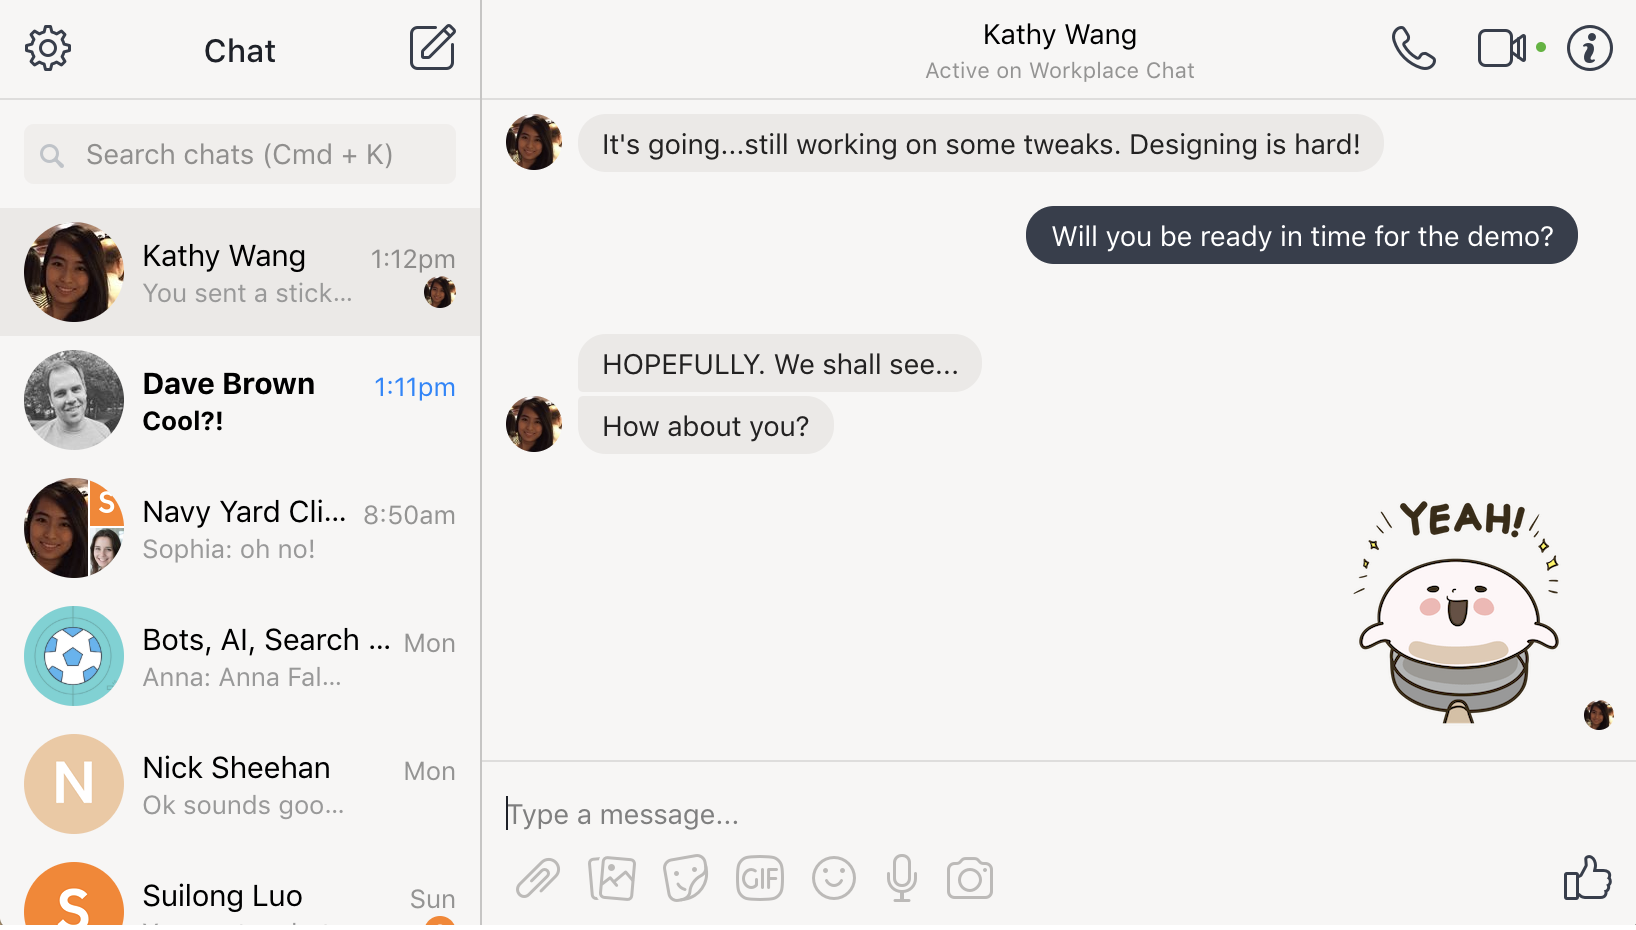 Chat
Search chats (Cmd + K)
Kathy Wang
1:12pm
You sent a stick...
Dave Brown
1:11pm
Cool?!
S
Navy Yard Cli...
8:50am
Sophia: oh no!
Bots, AI, Search ...
Mon
Anna: Anna Fal...
N
Nick Sheehan
Mon
Ok sounds goo...
S
Suilong Luo
Sun
Kathy Wang
Active on Workplace Chat
It's going...still working on some tweaks. Designing is hard!
Will you be ready in time for the demo?
HOPEFULLY. We shall see...
How about you?
YEAH!
Type a message...
GIF